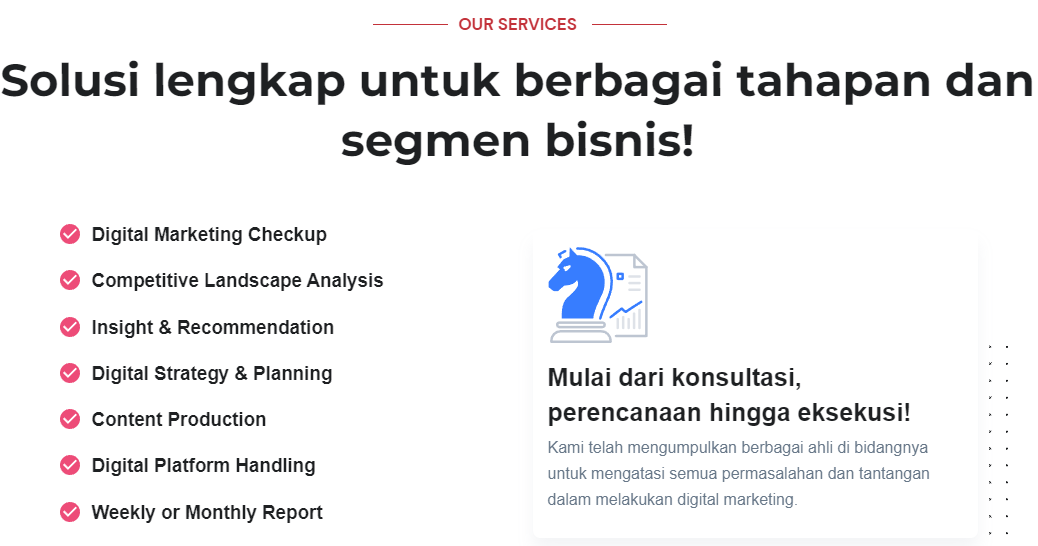 OUR SERVICES
Solusi lengkap untuk berbagai tahapan dan
segmen bisnis!
Digital Marketing Checkup
Competitive Landscape Analysis
Insight & Recommendation
Digital Strategy & Planning
Content Production
Digital Platform Handling
Weekly or Monthly Report
Mulai dari konsultasi,
perencanaan hingga eksekusi!
Kami telah mengumpulkan berbagai ahli di bidangnya
untuk mengatasi semua permasalahan dan tantangan
dalam melakukan digital marketing.